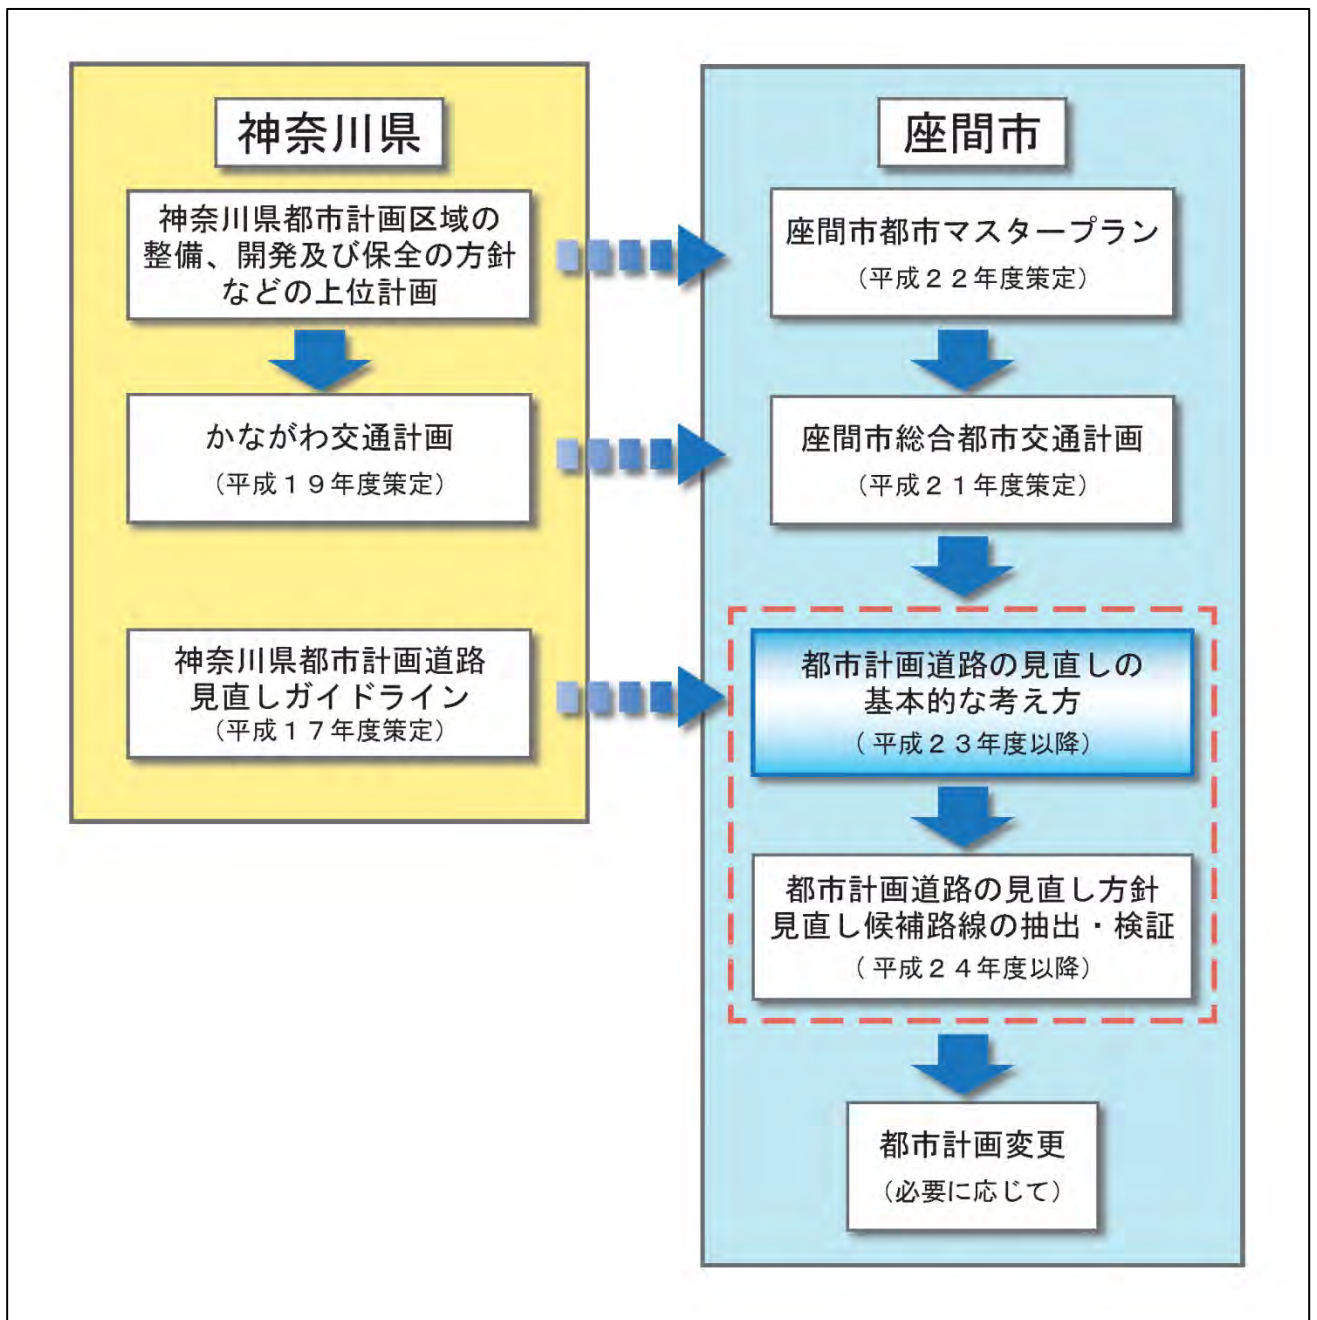 神奈川県
神奈川県都市計画区域の
整備、開発及び保全の方針
などの上位計画
かながわ交通計画
（平成１９年度策定）
神奈川県都市計画道路
見直しガイドライン
（平成１７年度策定）
座間市
座間市都市マスタープラン
（平成２２年度策定）
座間市総合都市交通計画
（平成２１年度策定）
都市計画道路の見直しの
基本的な考え方
（平成２３年度以降）
都市計画道路の見直し方針
見直し候補路線の抽出・検証
（平成２４年度以降）
都市計画変更
（必要に応じて）